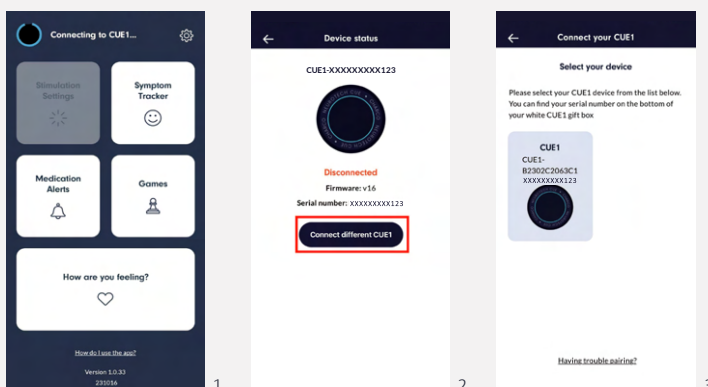 Connecting to CUE1...
Stimulation
Settings
Symptom
Tracker
Medication
Alerts
Games
How are you feeling?
How do I use the app?
Version 1.0.33
231016
1
Device status
CUE1-XXXXXXXXX123
Disconnected
Firmware: v16
Serial number: XXXXXXXXX123
Connect different CUE1
2
Connect your CUE1
Select your device
Please select your CUE1 device from the list below.
You can find your serial number on the bottom of
your white CUE1 gift box
CUE1
CUE1-
B2302C2063C1
XXXXXXXXX123
Having trouble pairing?